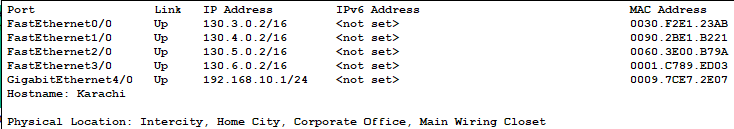 Port Link IP Address IPv6 Address MAC Address
FastEthernet0/0 Up 130.3.0.2/16 <not set> 0030.F2E1.23AB
FastEthernet1/0 Up 130.4.0.2/16 <not set> 0090.2BE1.B221
FastEthernet2/0 Up 130.5.0.2/16 <not set> 0060.3E00.B79A
FastEthernet3/0 Up 130.6.0.2/16 <not set> 0001.C789.ED03
GigabitEthernet4/0 Up 192.168.10.1/24 <not set> 0009.7CE7.2E07
Hostname: Karachi
Physical Location: Intercity, Home City, Corporate Office, Main Wiring Closet